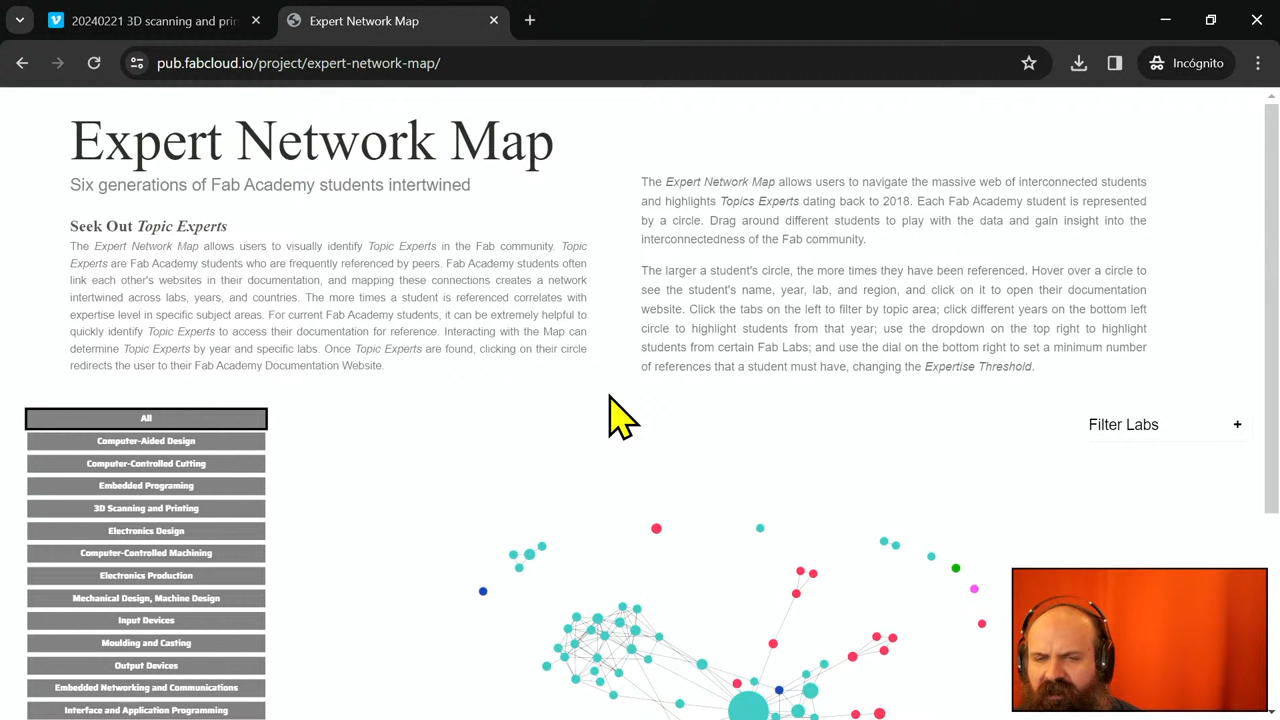 20240221 3D scanning and prin
Expert Network Map
pub.fabcloud.io/project/expert-network-map/
Incógnito
Expert Network Map
Six generations of Fab Academy students intertwined
Seek Out Topic Experts
The Expert Network Map allows users to visually identify Topic Experts in the Fab community. Topic
Experts are Fab Academy students who are frequently referenced by peers. Fab Academy students often
link each other's websites in their documentation, and mapping these connections creates a network
intertwined across labs, years, and countries. The more times a student is referenced correlates with
expertise level in specific subject areas. For current Fab Academy students, it can be extremely helpful to
quickly identify Topic Experts to access their documentation for reference. Interacting with the Map can
determine Topic Experts by year and specific labs. Once Topic Experts are found, clicking on their circle
redirects the user to their Fab Academy Documentation Website.
The Expert Network Map allows users to navigate the massive web of interconnected students
and highlights Topics Experts dating back to 2018. Each Fab Academy student is represented
by a circle. Drag around different students to play with the data and gain insight into the
interconnectedness of the Fab community.
The larger a student's circle, the more times they have been referenced. Hover over a circle to
see the student's name, year, lab, and region, and click on it to open their documentation
website. Click the tabs on the left to filter by topic area; click different years on the bottom left
circle to highlight students from that year; use the dropdown on the top right to highlight
students from certain Fab Labs; and use the dial on the bottom right to set a minimum number
of references that a student must have, changing the Expertise Threshold.
All
Computer-Aided Design
Computer-Controlled Cutting
Embedded Programing
3D Scanning and Printing
Electronics Design
Computer-Controlled Machining
Electronics Production
Mechanical Design, Machine Design
Input Devices
Moulding and Casting
Output Devices
Embedded Networking and Communications
Interface and Application Programming
Filter Labs +